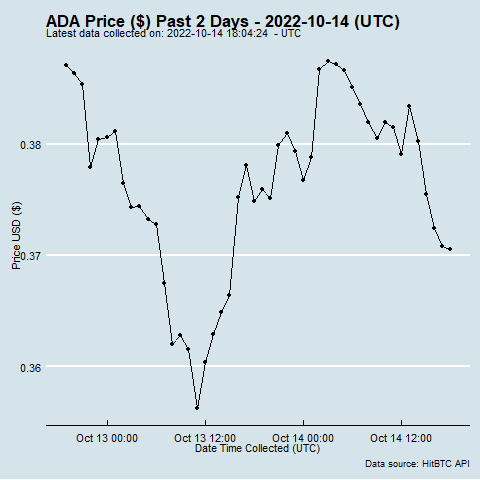 ADA Price ($) Past 2 Days - 2022-10-14 (UTC)
Latest data collected on: 2022-10-14 18:04:24 - UTC
Price USD ($)
0.38
0.37
0.36
Oct 13 00:00
Oct 13 12:00
Oct 14 00:00
Oct 14 12:00
Date Time Collected (UTC)
Data source: HitBTC API